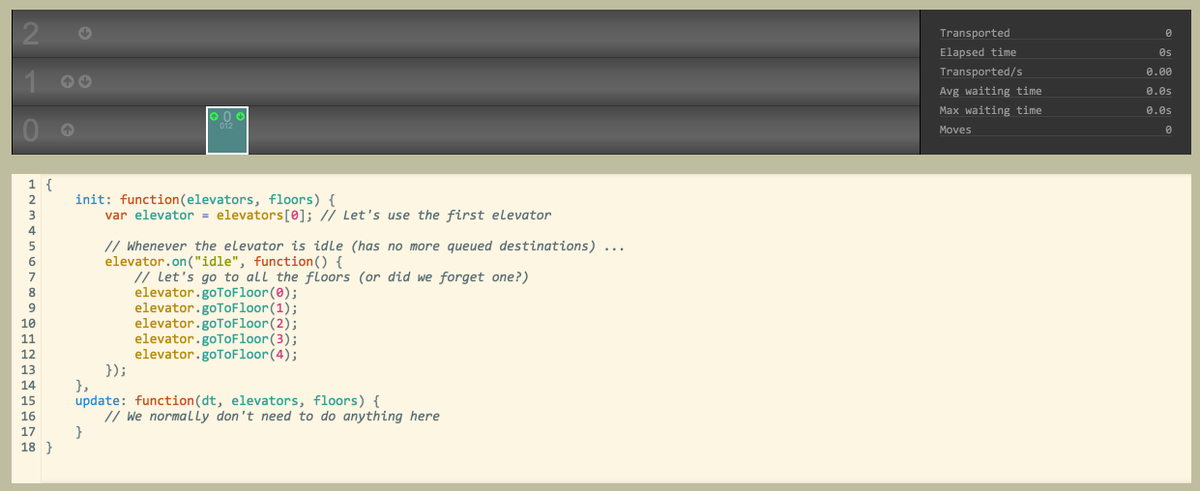 2
1
0
0
012
Transported 0
Elapsed time 0s
Transported/s 0.00
Avg waiting time 0.0s
Max waiting time 0.0s
Moves 0
1 {
2     init: function(elevators, floors) {
3         var elevator = elevators[0]; // Let's use the first elevator
4
5         // Whenever the elevator is idle (has no more queued destinations) ...
6         elevator.on("idle", function() {
7             // let's go to all the floors (or did we forget one?)
8             elevator.goToFloor(0);
9             elevator.goToFloor(1);
10             elevator.goToFloor(2);
11             elevator.goToFloor(3);
12             elevator.goToFloor(4);
13         });
14     },
15     update: function(dt, elevators, floors) {
16         // We normally don't need to do anything here
17     }
18 }